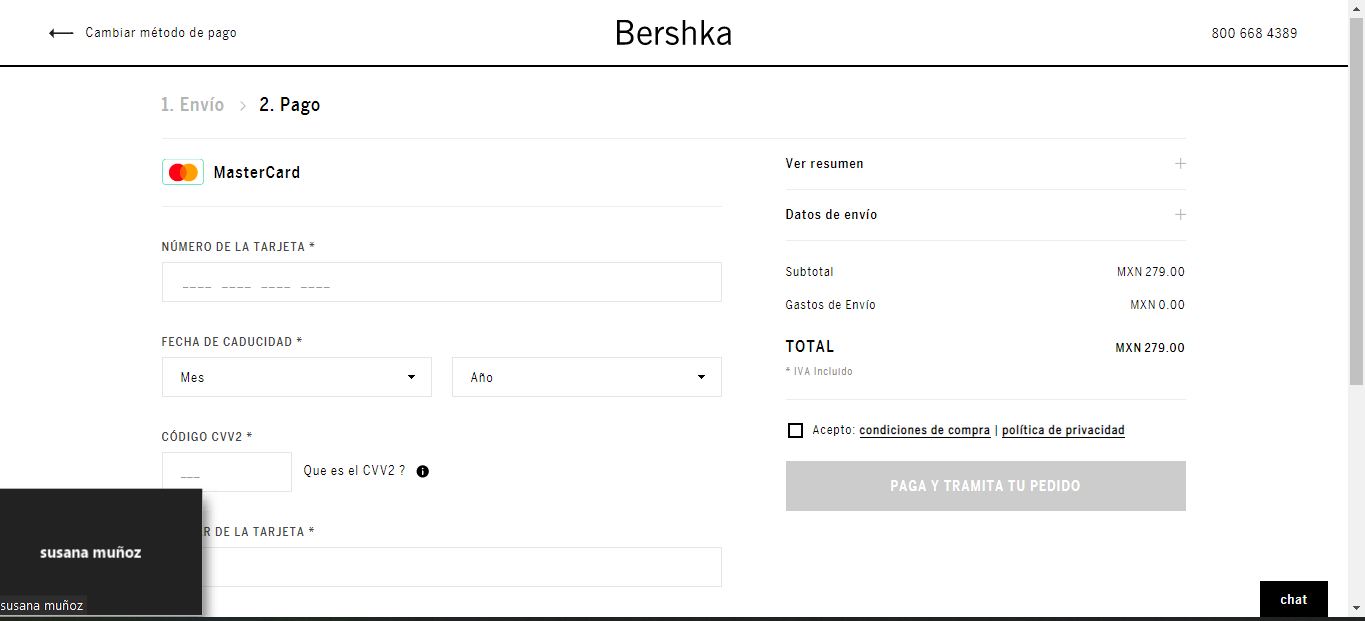 Cambiar método de pago
Bershka
800 668 4389
1. Envío > 2. Pago
MasterCard
NÚMERO DE LA TARJETA *
____ ____ ____ ____
FECHA DE CADUCIDAD *
Mes
Año
CÓDIGO CVV2 *
___
Que es el CVV2 ?
R DE LA TARJETA *
Ver resumen
Datos de envío
Subtotal MXN 279.00
Gastos de Envío MXN 0.00
TOTAL MXN 279.00
* IVA Incluido
Acepto: condiciones de compra | política de privacidad
PAGA Y TRAMITA TU PEDIDO
susana muñoz
susana muñoz
chat